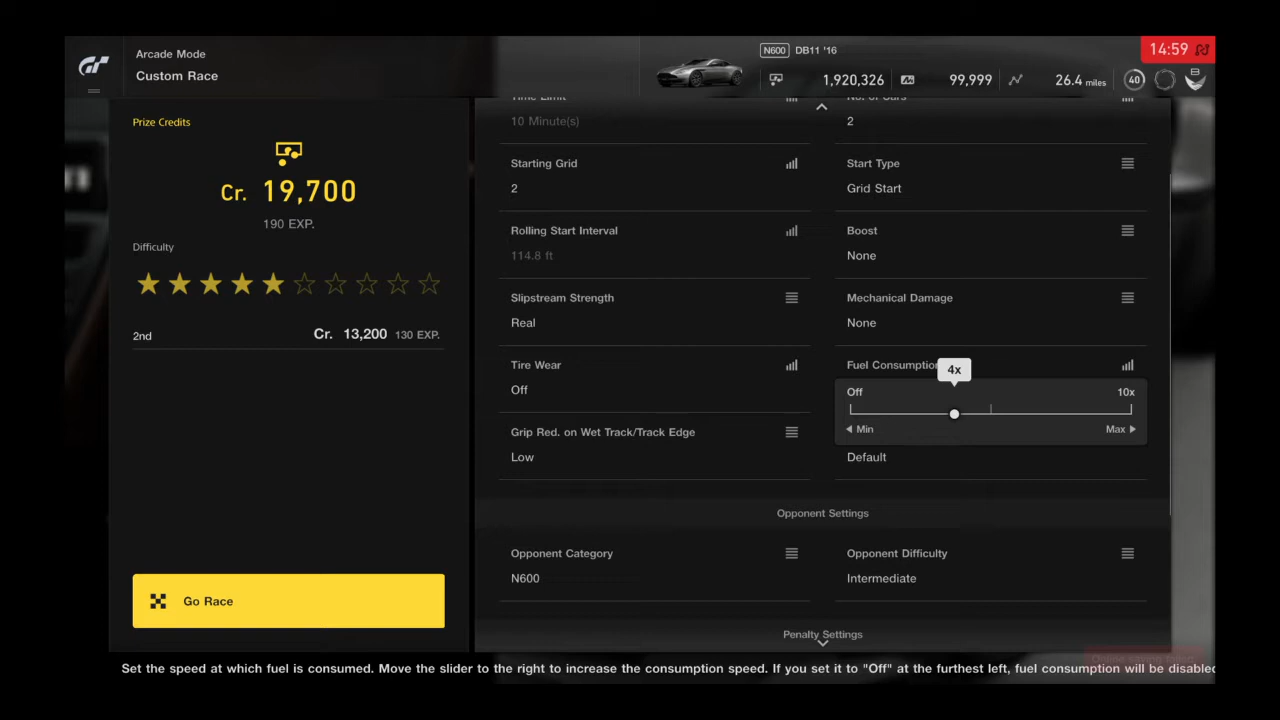 Arcade Mode
Custom Race
N600 DB11 '16
1,920,326
99,999
26.4 miles
40
B
14:59
Prize Credits
Cr. 19,700
190 EXP.
Difficulty
2nd Cr. 13,200 130 EXP.
Go Race
Time Limit
10 Minute(s)
No. of Cars
2
Starting Grid
2
Start Type
Grid Start
Rolling Start Interval
114.8 ft
Boost
None
Slipstream Strength
Real
Mechanical Damage
None
Tire Wear
Off
Fuel Consumption
4x
Off 10x
Min Max
Grip Red. on Wet Track/Track Edge
Low
Default
Opponent Settings
Opponent Category
N600
Opponent Difficulty
Intermediate
Penalty Settings
Set the speed at which fuel is consumed. Move the slider to the right to increase the consumption speed. If you set it to "Off" at the furthest left, fuel consumption will be disabled